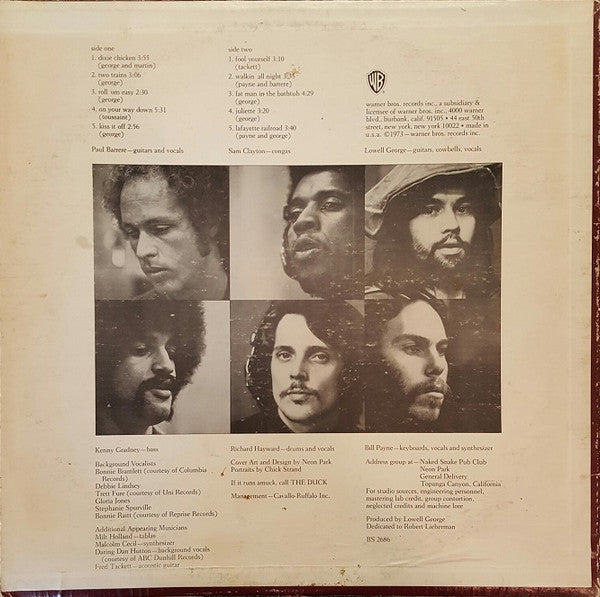 side one
1. dixie chicken 3:55
(george and martin)
2. two trains 3:06
(george)
3. roll um easy 2:30
(george)
4. on your way down 5:31
(toussaint)
5. kiss it off 2:56
(george)
side two
1. fool yourself 3:10
(tackett)
2. walkin all night 3:35
(payne and barrere)
3. fat man in the bathtub 4:29
(george)
4. juliette 3:20
(george)
5. lafayette railroad 3:40
(payne and george)
WB
warner bros. records inc., a subsidiary &
licensee of warner bros. inc., 4000 warner
blvd., burbank, calif. 91505 • 44 east 50th
street, new york, new york 10022 • made in
u.s.a. ©1973—warner bros. records inc.
Paul Barrere—guitars and vocals
Sam Clayton—congas
Lowell George—guitars, cowbells, vocals
Kenny Gradney—bass
Background Vocalists
Bonnie Bramlett (courtesy of Columbia
Records)
Debbie Lindsey
Tret Fure (courtesy of Uni Records)
Gloria Jones
Stephanie Spurville
Bonnie Raitt (courtesy of Reprise Records)
Additional Appearing Musicians
Milt Holland—tablas
Malcolm Cecil—synthesizer
Daring Dan Hutton—background vocals
(courtesy of ABC Dunhill Records)
Fred Tackett—acoustic guitar
Richard Hayward—drums and vocals
Cover Art and Design by Neon Park
Portraits by Chick Strand
If it runs amuck, call THE DUCK
Management—Cavallo-Ruffalo Inc.
Bill Payne—keyboards, vocals and synthesizer
Address group at—Naked Snake Pub Club
Neon Park
General Delivery
Topanga Canyon, California
For studio sources, engineering personnel,
mastering lab credit, group contortion,
neglected credits and machine lore
Produced by Lowell George
Dedicated to Robert Lieberman
BS 2686